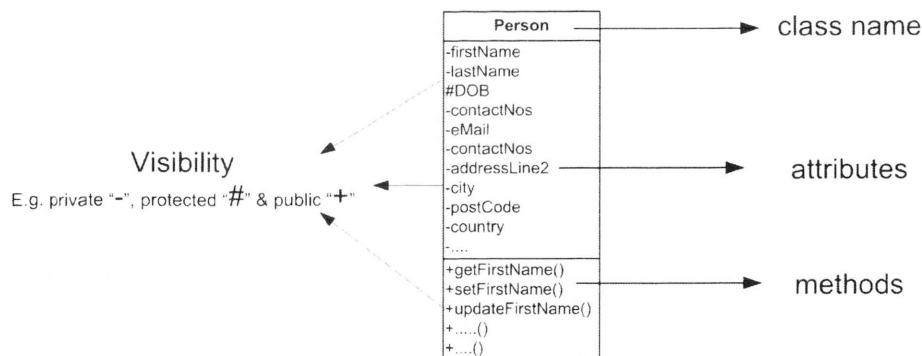 Person
class name
-firstName
-lastName
#DOB
-contactNos
-eMail
-contactNos
-addressLine2
attributes
-city
-postCode
-country
-....
+getFirstName()
+setFirstName()
methods
+updateFirstName()
+.....()
+....()
Visibility
E.g. private “-”, protected “#” & public “+”